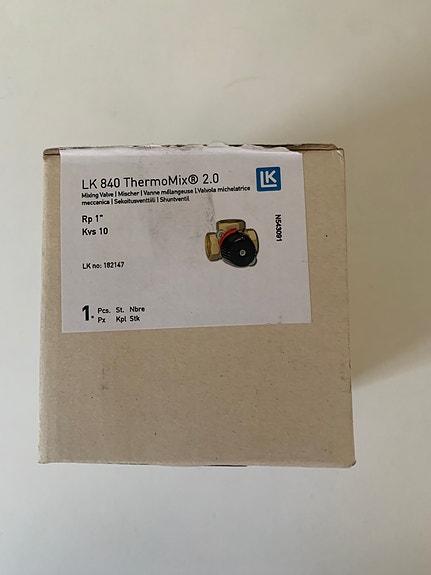 LK 840 ThermoMix® 2.0
LK
Mixing Valve | Mischer | Vanne mélangeuse | Valvola michelatrice
meccanica | Sekoitusventtiili | Shuntventil
Rp 1"
Kvs 10
N543091
LK no: 182147
1. Pcs. St. Nbre
Px Kpl Stk